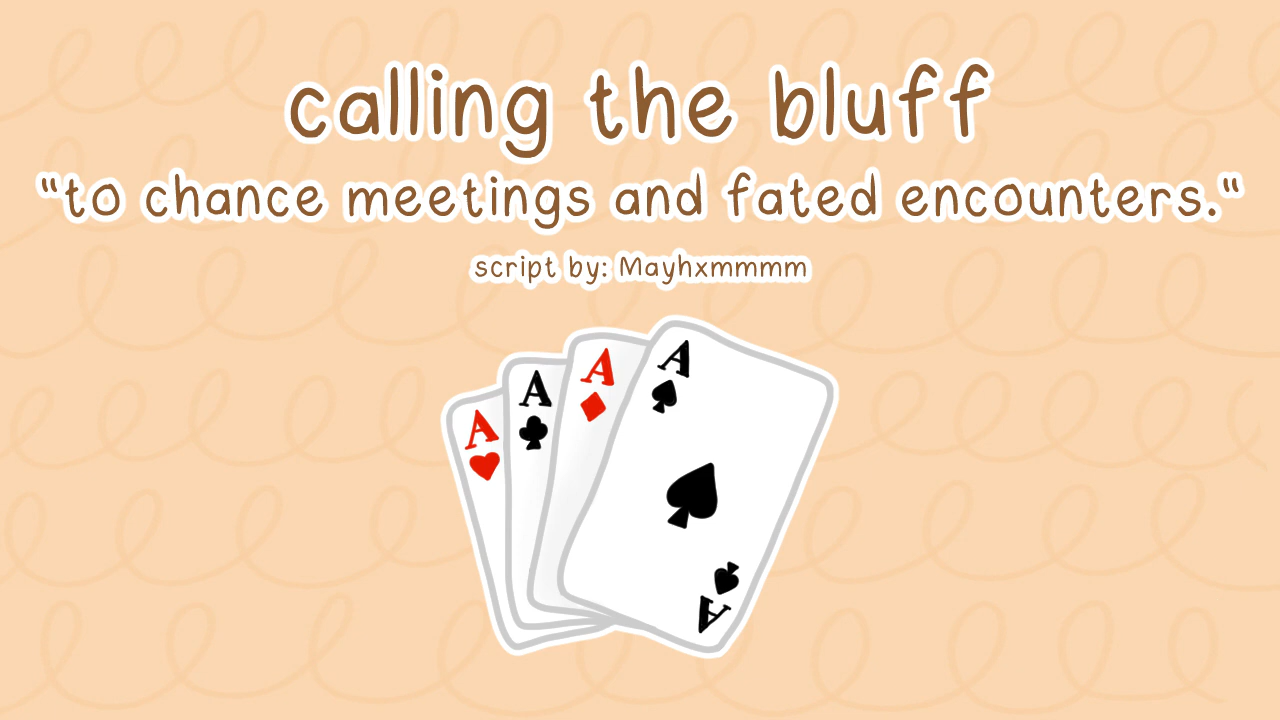 calling the bluff
"to chance meetings and fated encounters."
script by: Mayhxmmmm
A
A
A
A
A